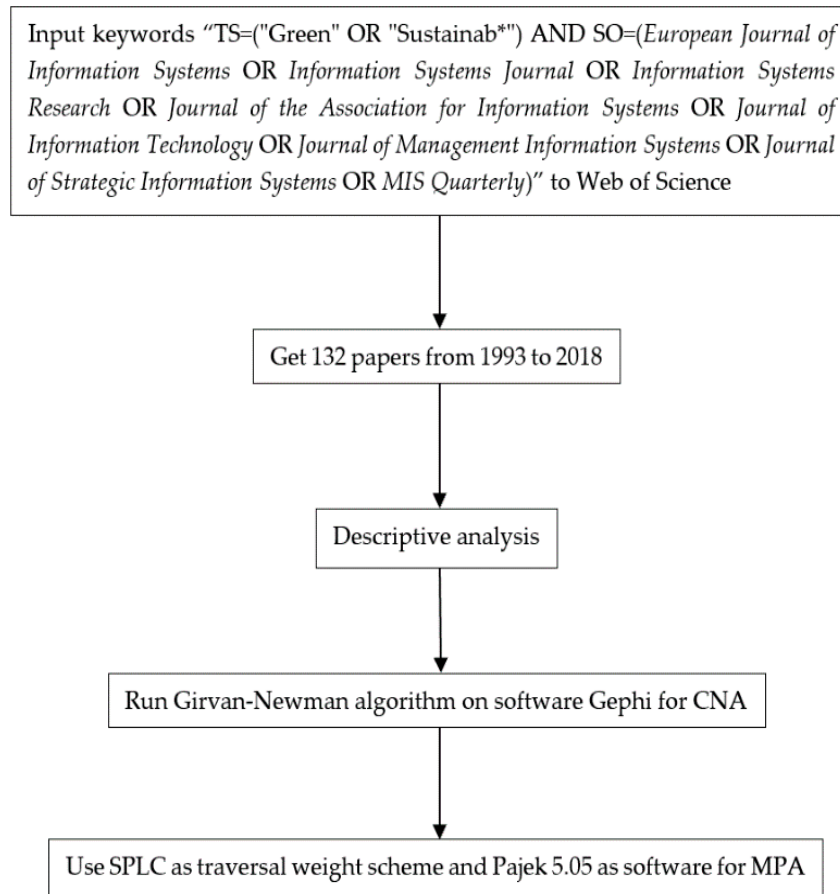 Input keywords “TS=("Green" OR "Sustainab*") AND SO=(European Journal of
Information Systems OR Information Systems Journal OR Information Systems
Research OR Journal of the Association for Information Systems OR Journal of
Information Technology OR Journal of Management Information Systems OR Journal
of Strategic Information Systems OR MIS Quarterly)” to Web of Science
Get 132 papers from 1993 to 2018
Descriptive analysis
Run Girvan-Newman algorithm on software Gephi for CNA
Use SPLC as traversal weight scheme and Pajek 5.05 as software for MPA